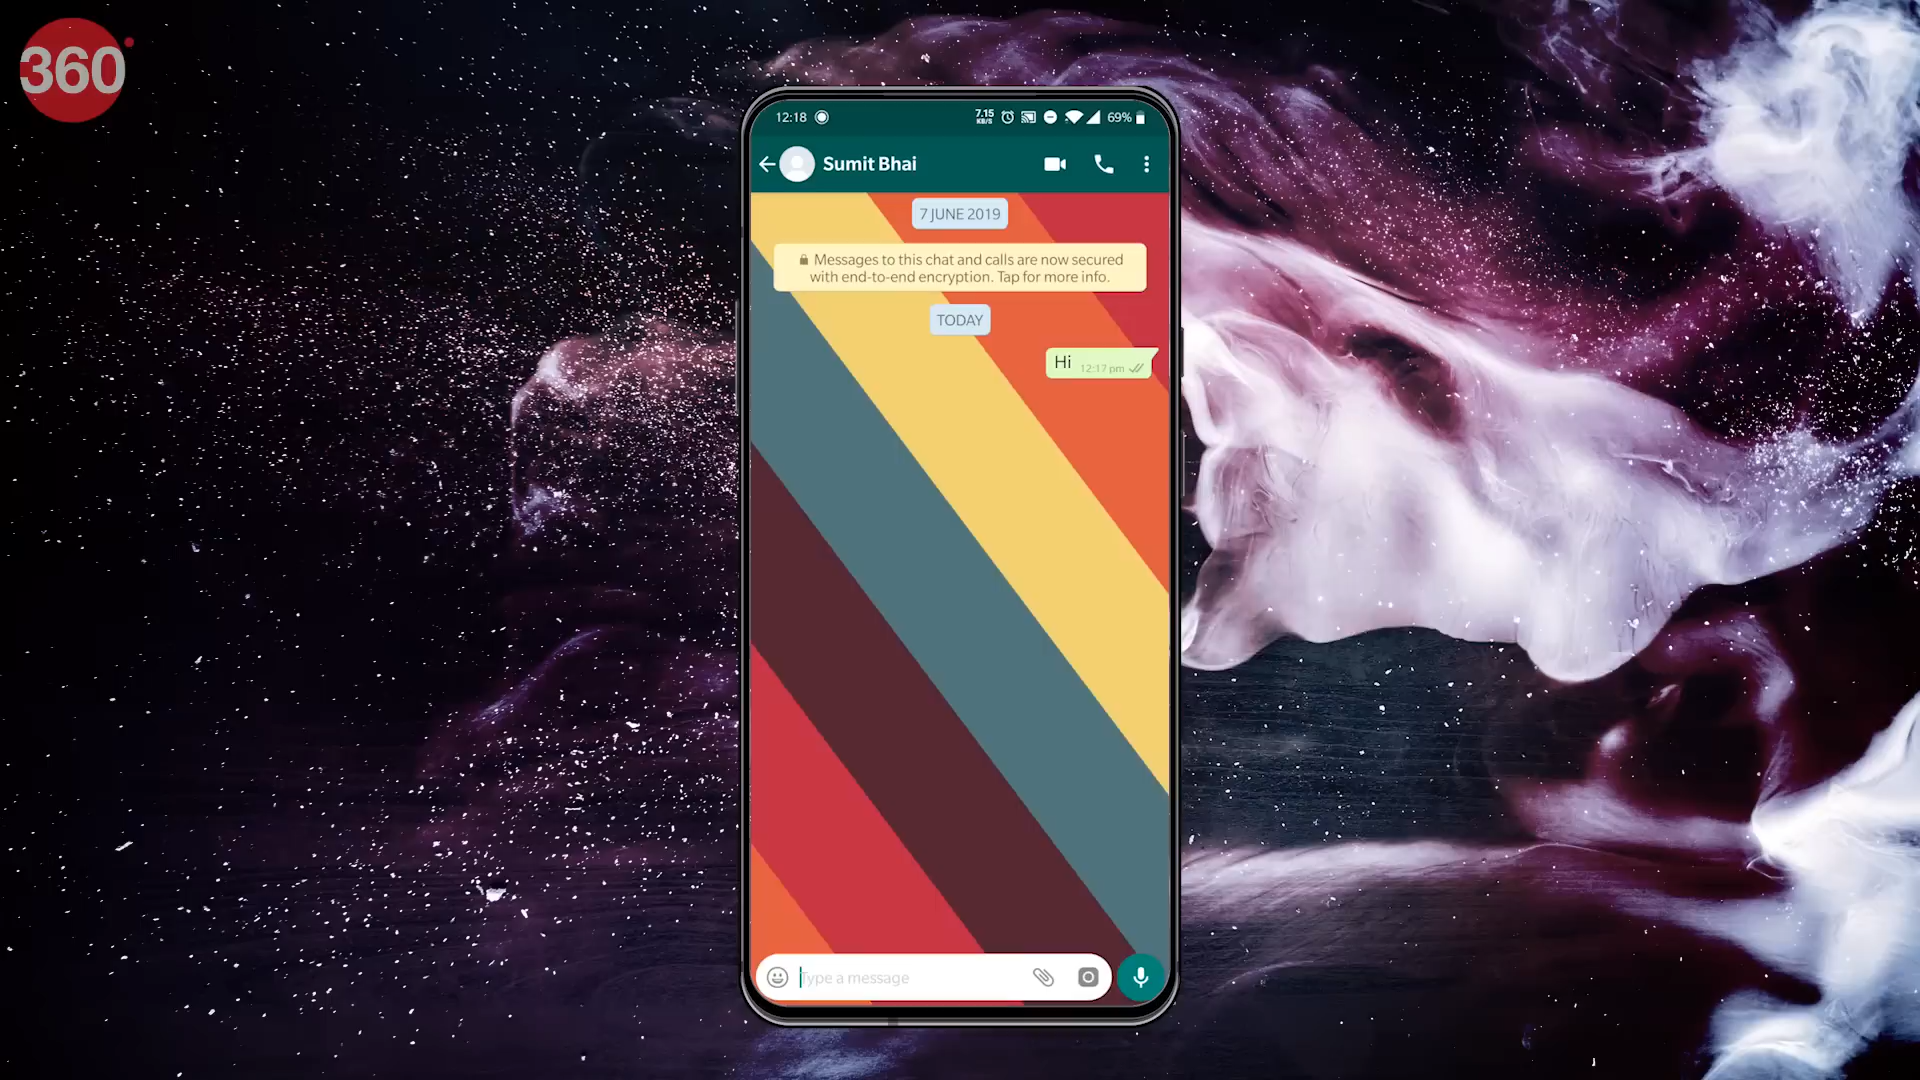 360
12:18
7.15
KB/S
69%
Sumit Bhai
7 JUNE 2019
Messages to this chat and calls are now secured
with end-to-end encryption. Tap for more info.
TODAY
Hi 12:17 pm
Type a message